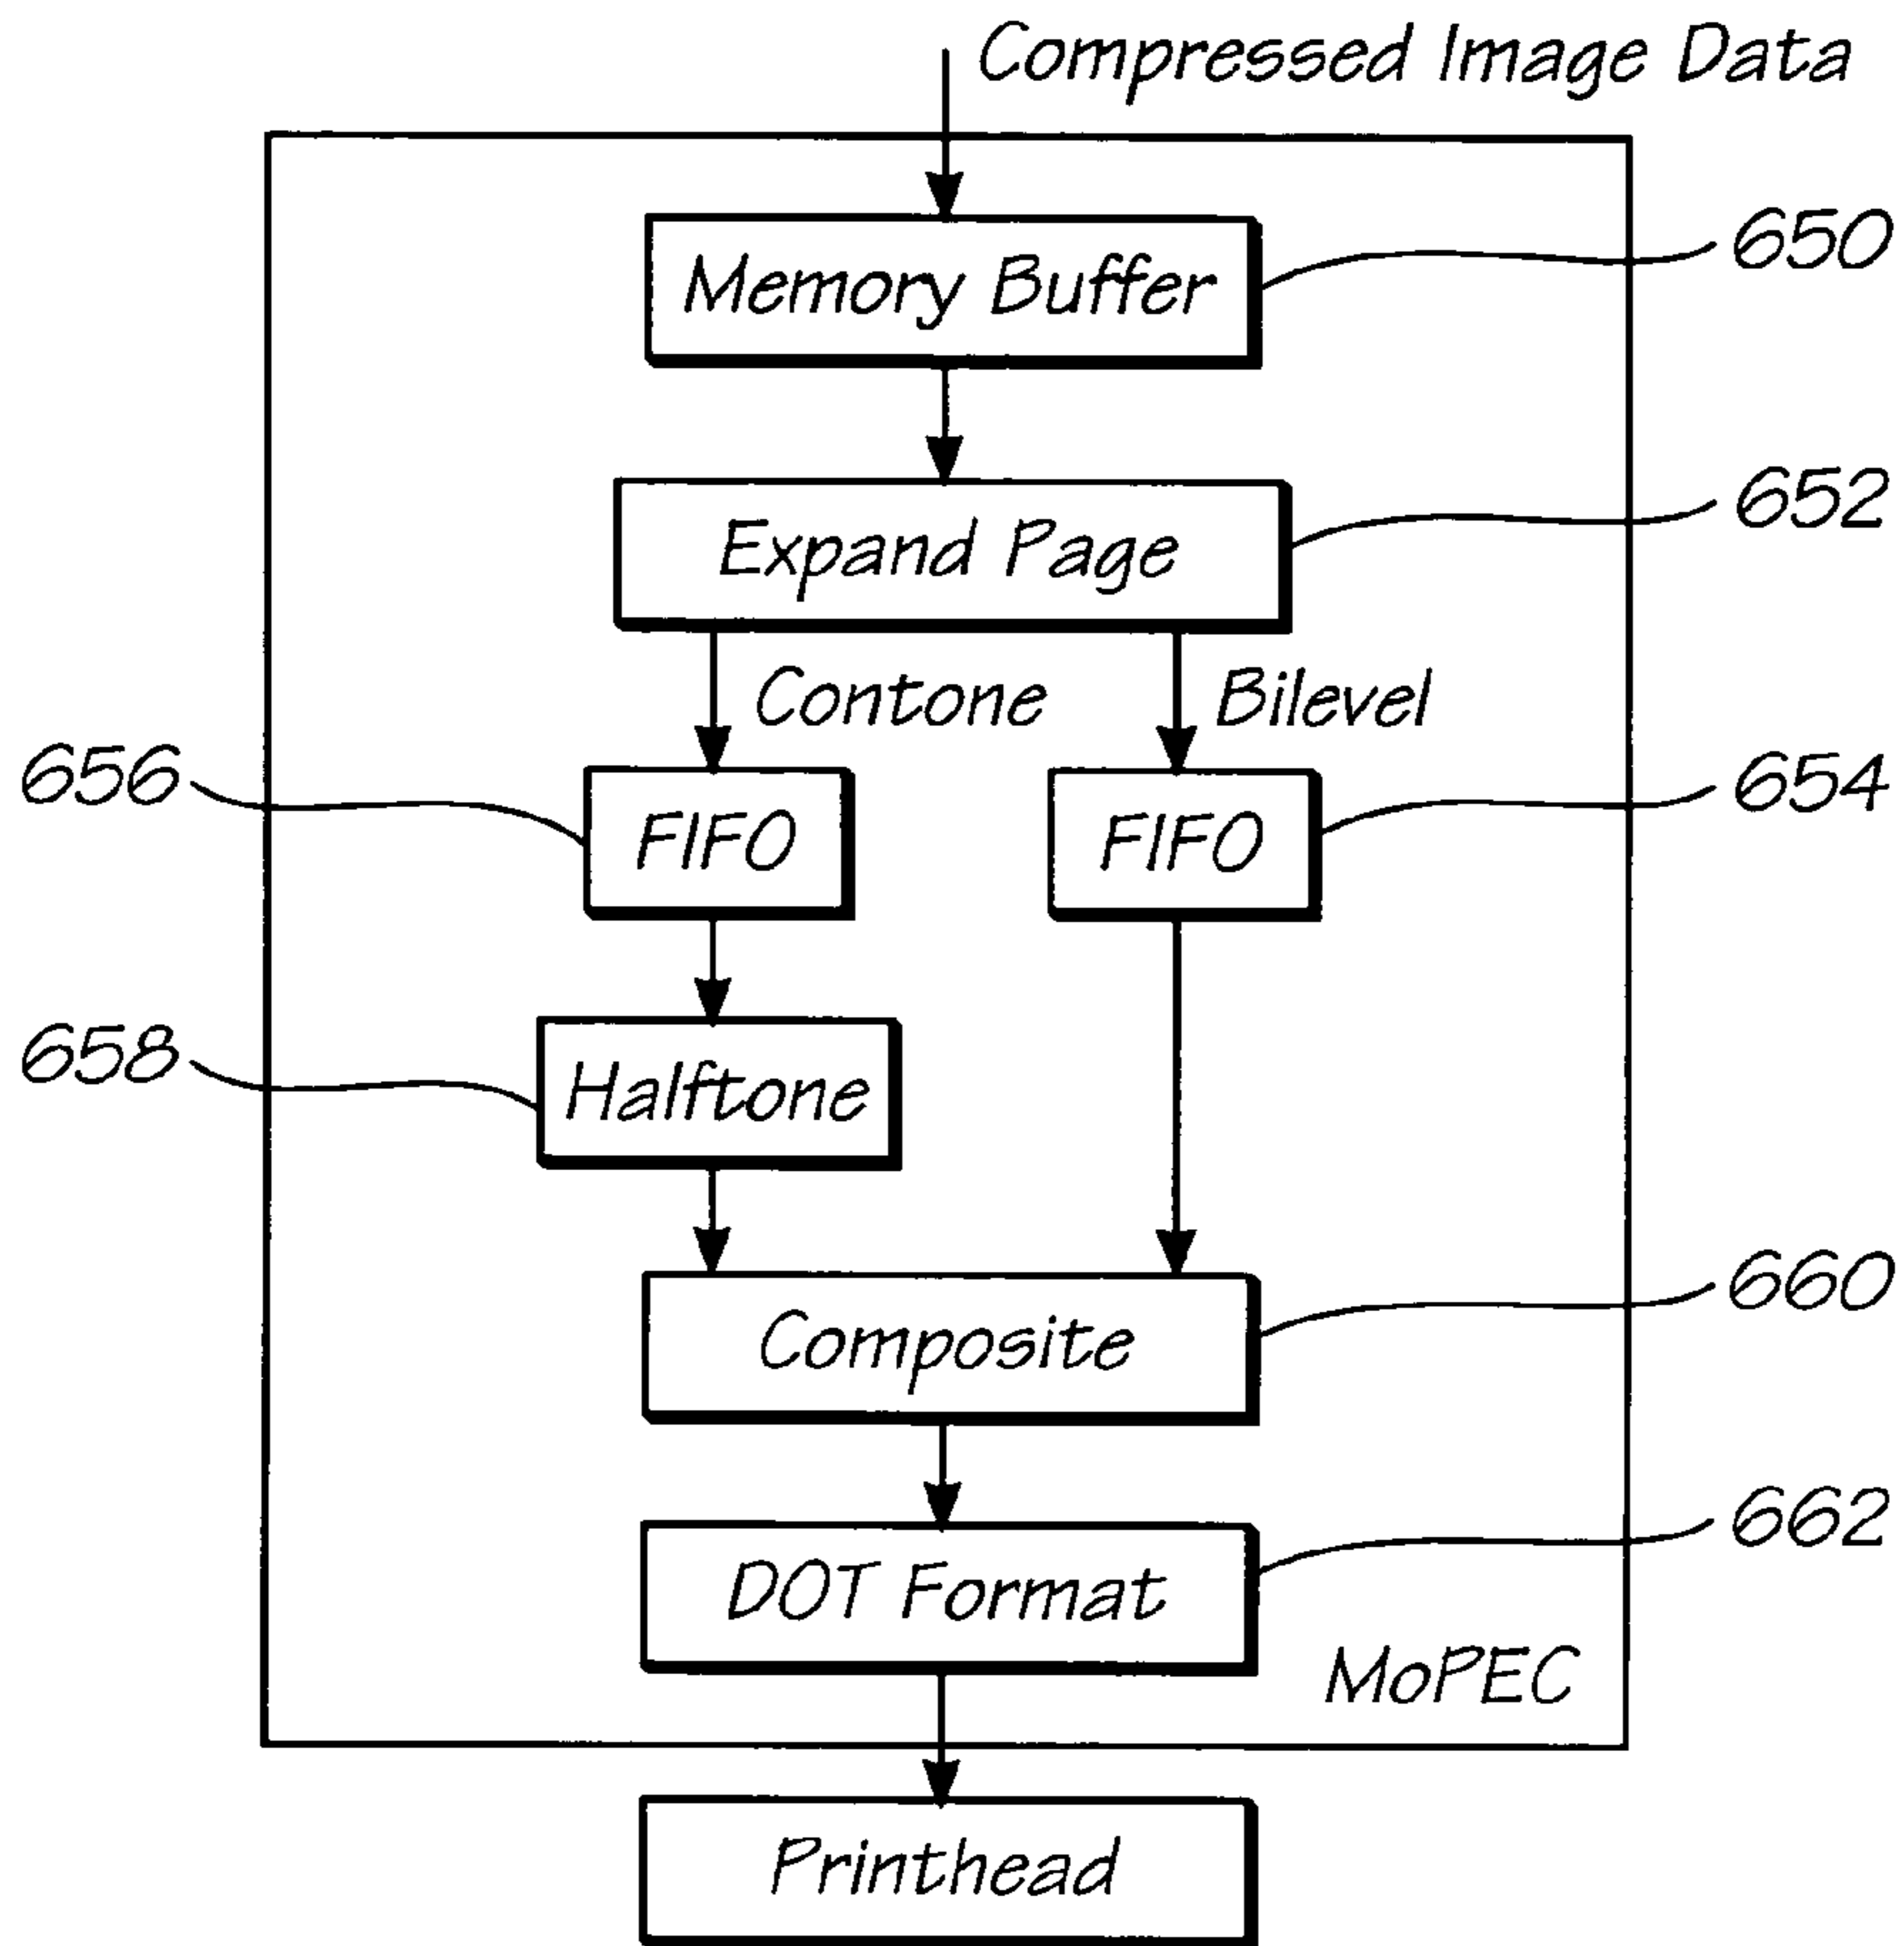 Compressed Image Data
Memory Buffer
650
Expand Page
652
Contone
Bilevel
656
FIFO
FIFO
654
658
Halftone
Composite
660
DOT Format
662
MoPEC
Printhead